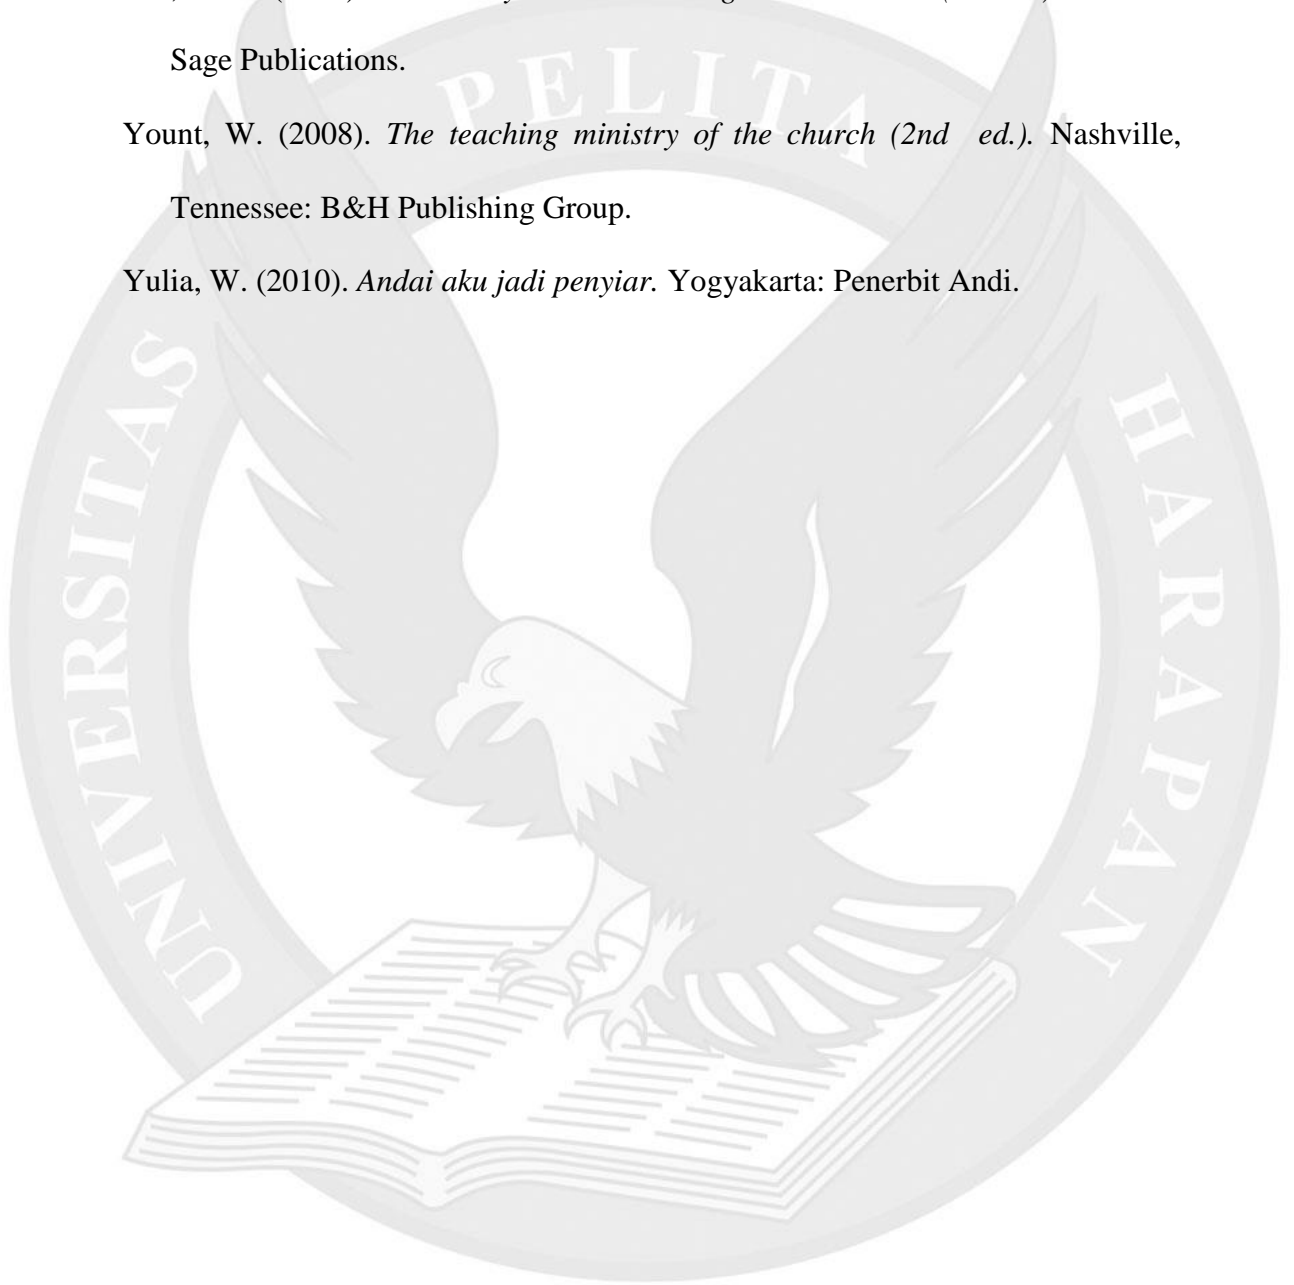 Sage Publications.
Yount, W. (2008). The teaching ministry of the church (2nd ed.). Nashville,
Tennessee: B&H Publishing Group.
Yulia, W. (2010). Andai aku jadi penyiar. Yogyakarta: Penerbit Andi.
UNIVERSITAS PELITA HARAPAN